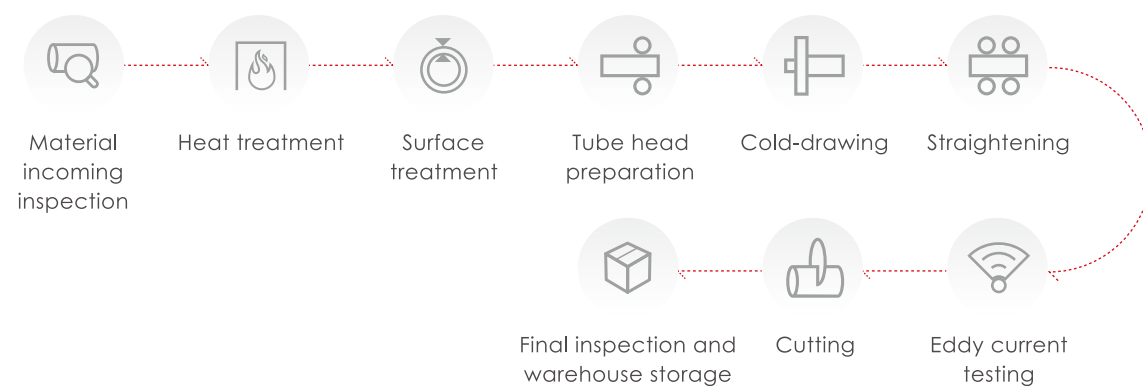 Material
incoming
inspection
Heat treatment
Surface
treatment
Tube head
preparation
Cold-drawing
Straightening
Eddy current
testing
Cutting
Final inspection and
warehouse storage